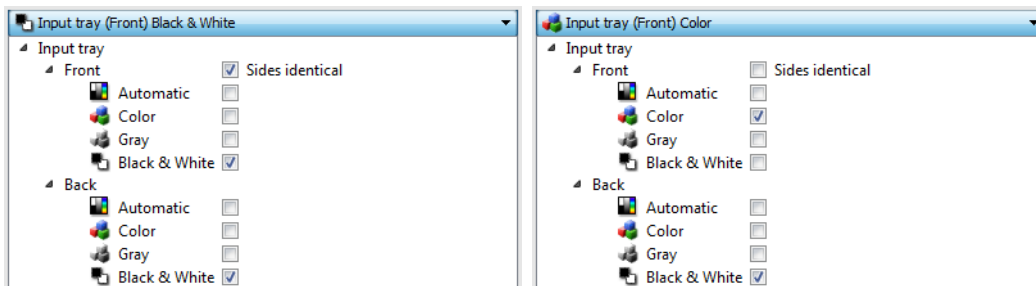 Input tray (Front) Black & White
Input tray
Front Sides identical
Automatic
Color
Gray
Black & White
Back
Automatic
Color
Gray
Black & White
Input tray (Front) Color
Input tray
Front Sides identical
Automatic
Color
Gray
Black & White
Back
Automatic
Color
Gray
Black & White